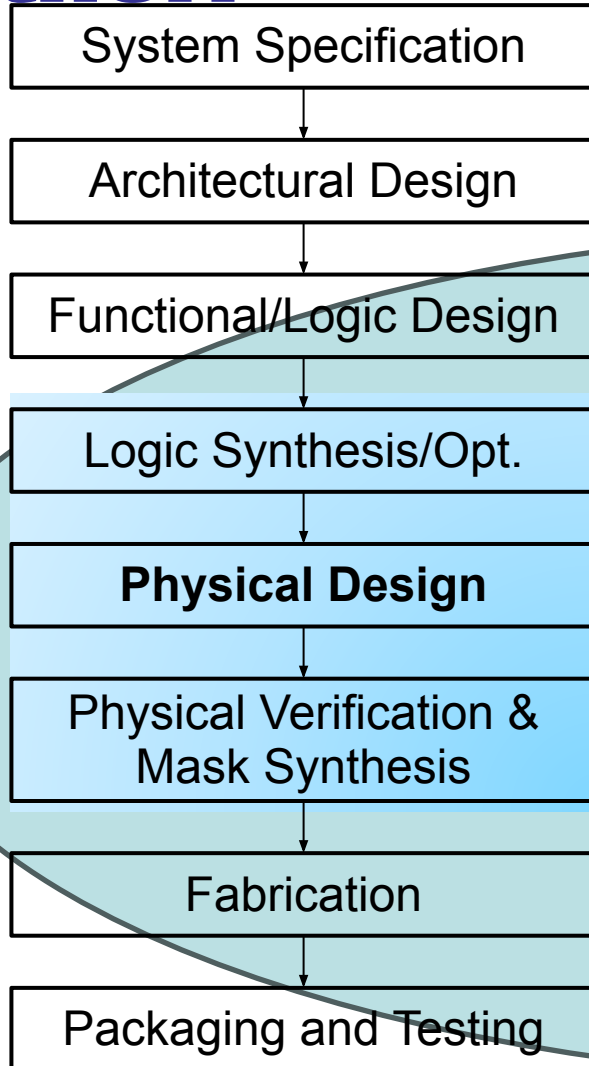 System Specification
Architectural Design
Functional/Logic Design
Logic Synthesis/Opt.
Physical Design
Physical Verification &
Mask Synthesis
Fabrication
Packaging and Testing